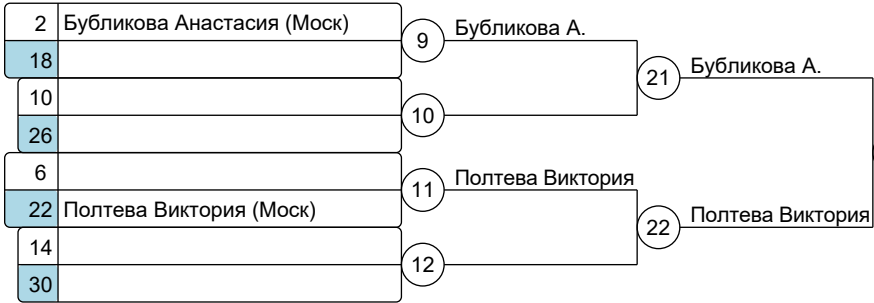 2 Бубликова Анастасия (Моск)
18
10
26
6
22 Полтева Виктория (Моск)
14
30
9 Бубликова А.
10
11 Полтева Виктория
12
21 Бубликова А.
22 Полтева Виктория